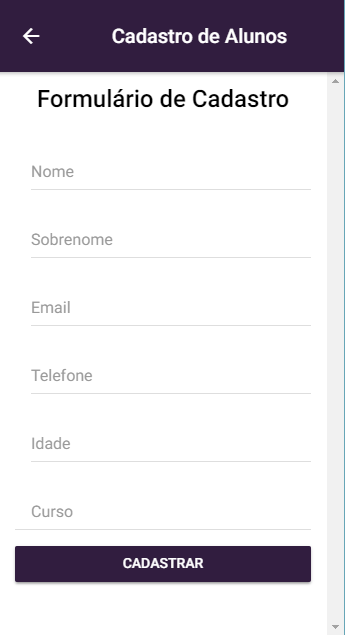 Cadastro de Alunos
Formulário de Cadastro
Nome
Sobrenome
Email
Telefone
Idade
Curso
CADASTRAR